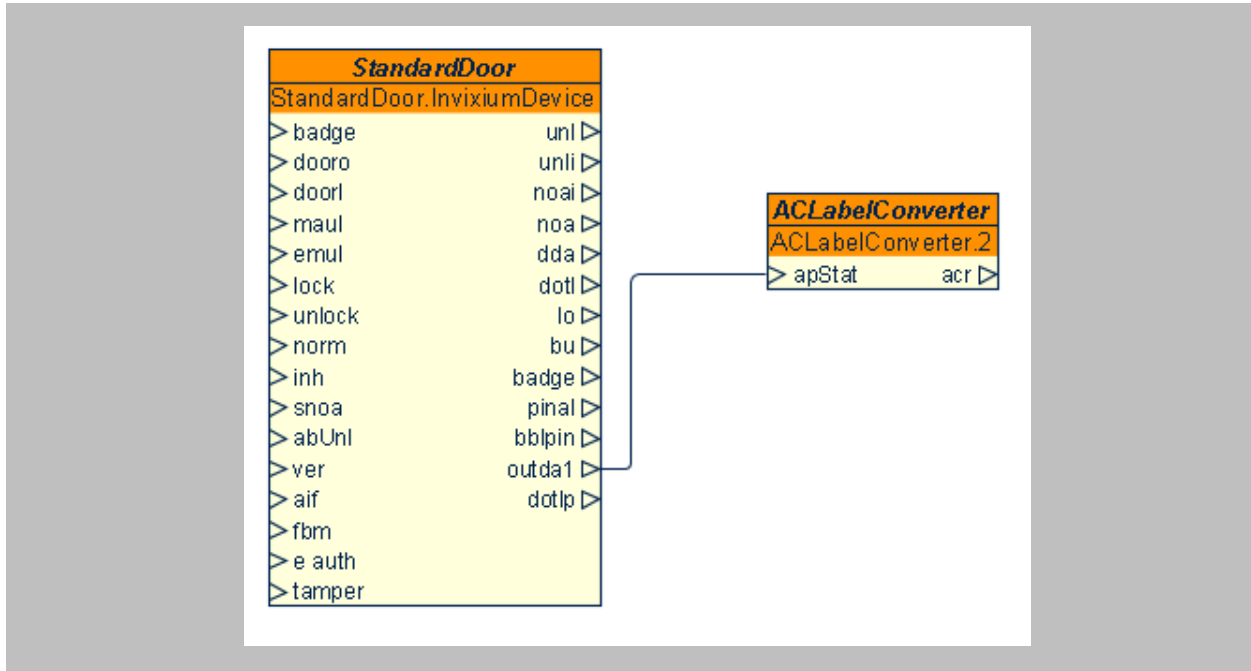 StandardDoor
StandardDoor.InvixiumDevice
badge unl
dooro unli
doorl noai
maul noa
emul dda
lock dotl
unlock lo
norm bu
inh badge
snoa pinal
abUnl bblpin
ver outda1
aif dotlp
fbm
e auth
tamper
ACLabelConverter
ACLabelConverter.2
apStat acr